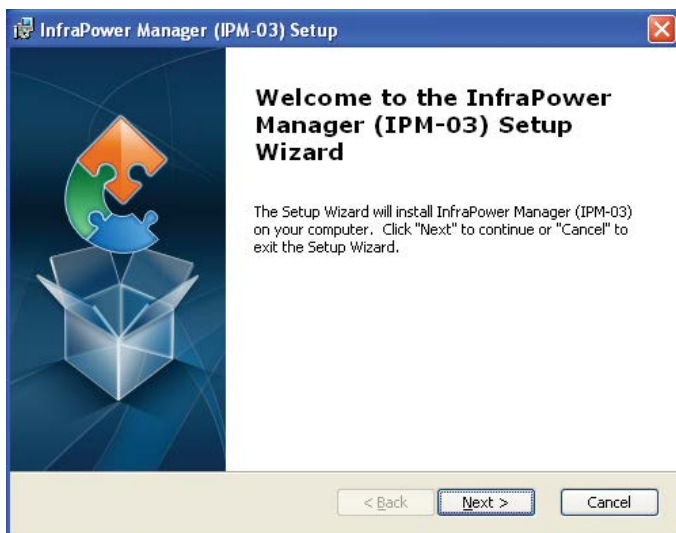 InfraPower Manager (IPM-03) Setup
Welcome to the InfraPower
Manager (IPM-03) Setup
Wizard
The Setup Wizard will install InfraPower Manager (IPM-03)
on your computer. Click "Next" to continue or "Cancel" to
exit the Setup Wizard.
< Back
Next >
Cancel